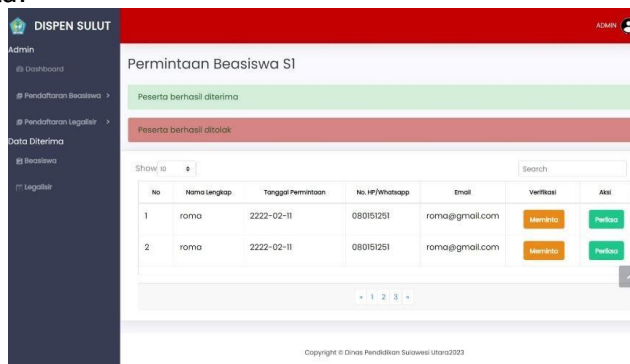 DISPEN SULUT
ADMIN
Admin
Dashboard
Pendaftaran Beasiswa >
Pendaftaran Legalisir >
Data Diterima
Beasiswa
Legalisir
Permintaan Beasiswa S1
Peserta berhasil diterima
Peserta berhasil ditolak
Show 10
Search
No Nama Lengkap Tanggal Permintaan No. HP/Whatsapp Email Verifikasi Aksi
1 roma 2222-02-11 080151251 roma@gmail.com Meminta Periksa
2 roma 2222-02-11 080151251 roma@gmail.com Meminta Periksa
« 1 2 3 »
Copyright © Dinas Pendidikan Sulawesi Utara2023